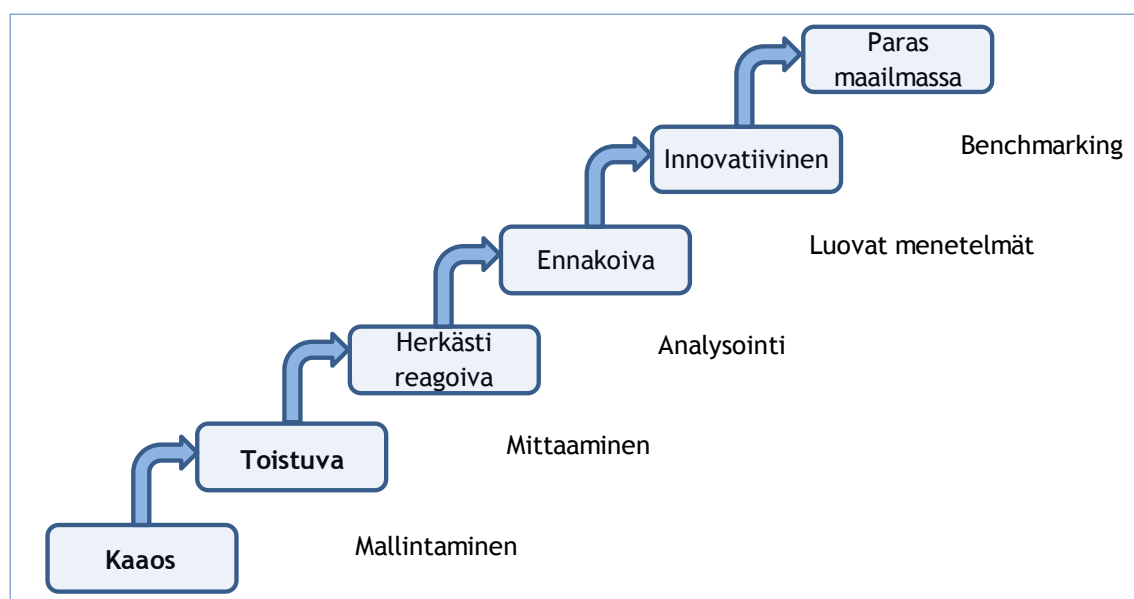 Paras
maailmassa
Benchmarking
Innovatiivinen
Luovat menetelmät
Ennakoiva
Analysointi
Herkästi
reagoiva
Mittaaminen
Toistuva
Mallintaminen
Kaaos